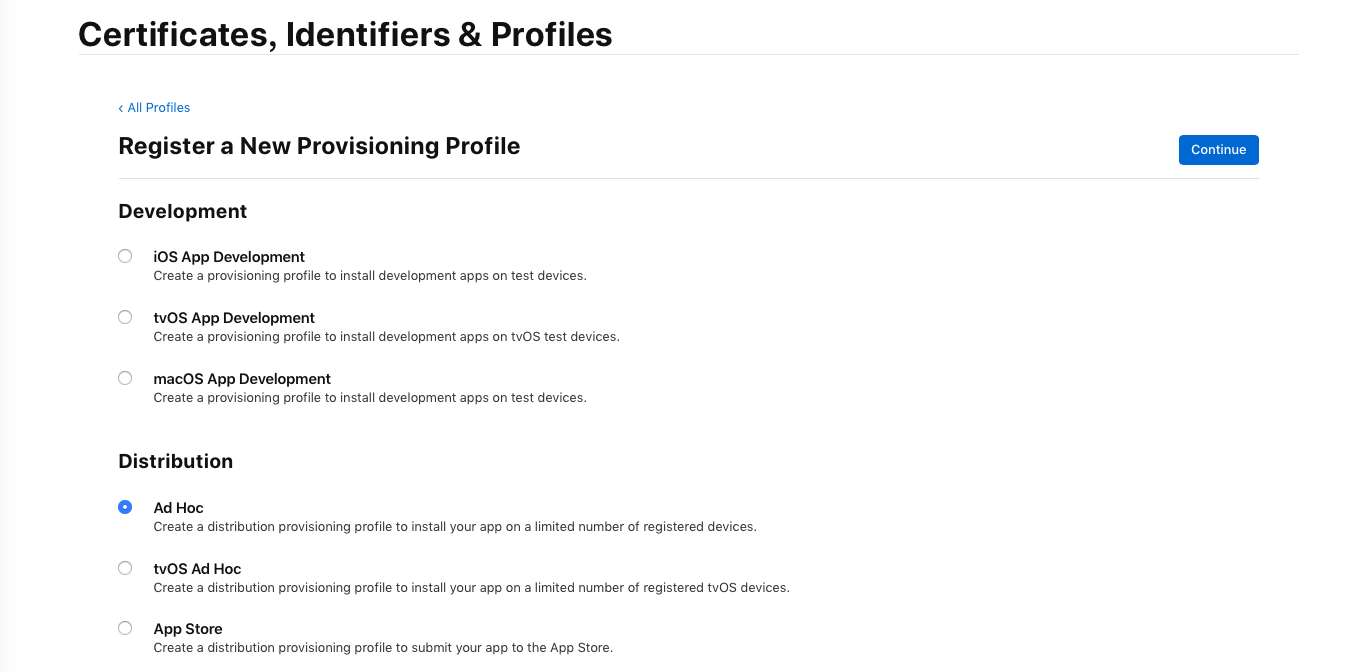 Certificates, Identifiers & Profiles
‹ All Profiles
Register a New Provisioning Profile
Continue
Development
iOS App Development
Create a provisioning profile to install development apps on test devices.
tvOS App Development
Create a provisioning profile to install development apps on tvOS test devices.
macOS App Development
Create a provisioning profile to install development apps on test devices.
Distribution
Ad Hoc
Create a distribution provisioning profile to install your app on a limited number of registered devices.
tvOS Ad Hoc
Create a distribution provisioning profile to install your app on a limited number of registered tvOS devices.
App Store
Create a distribution provisioning profile to submit your app to the App Store.